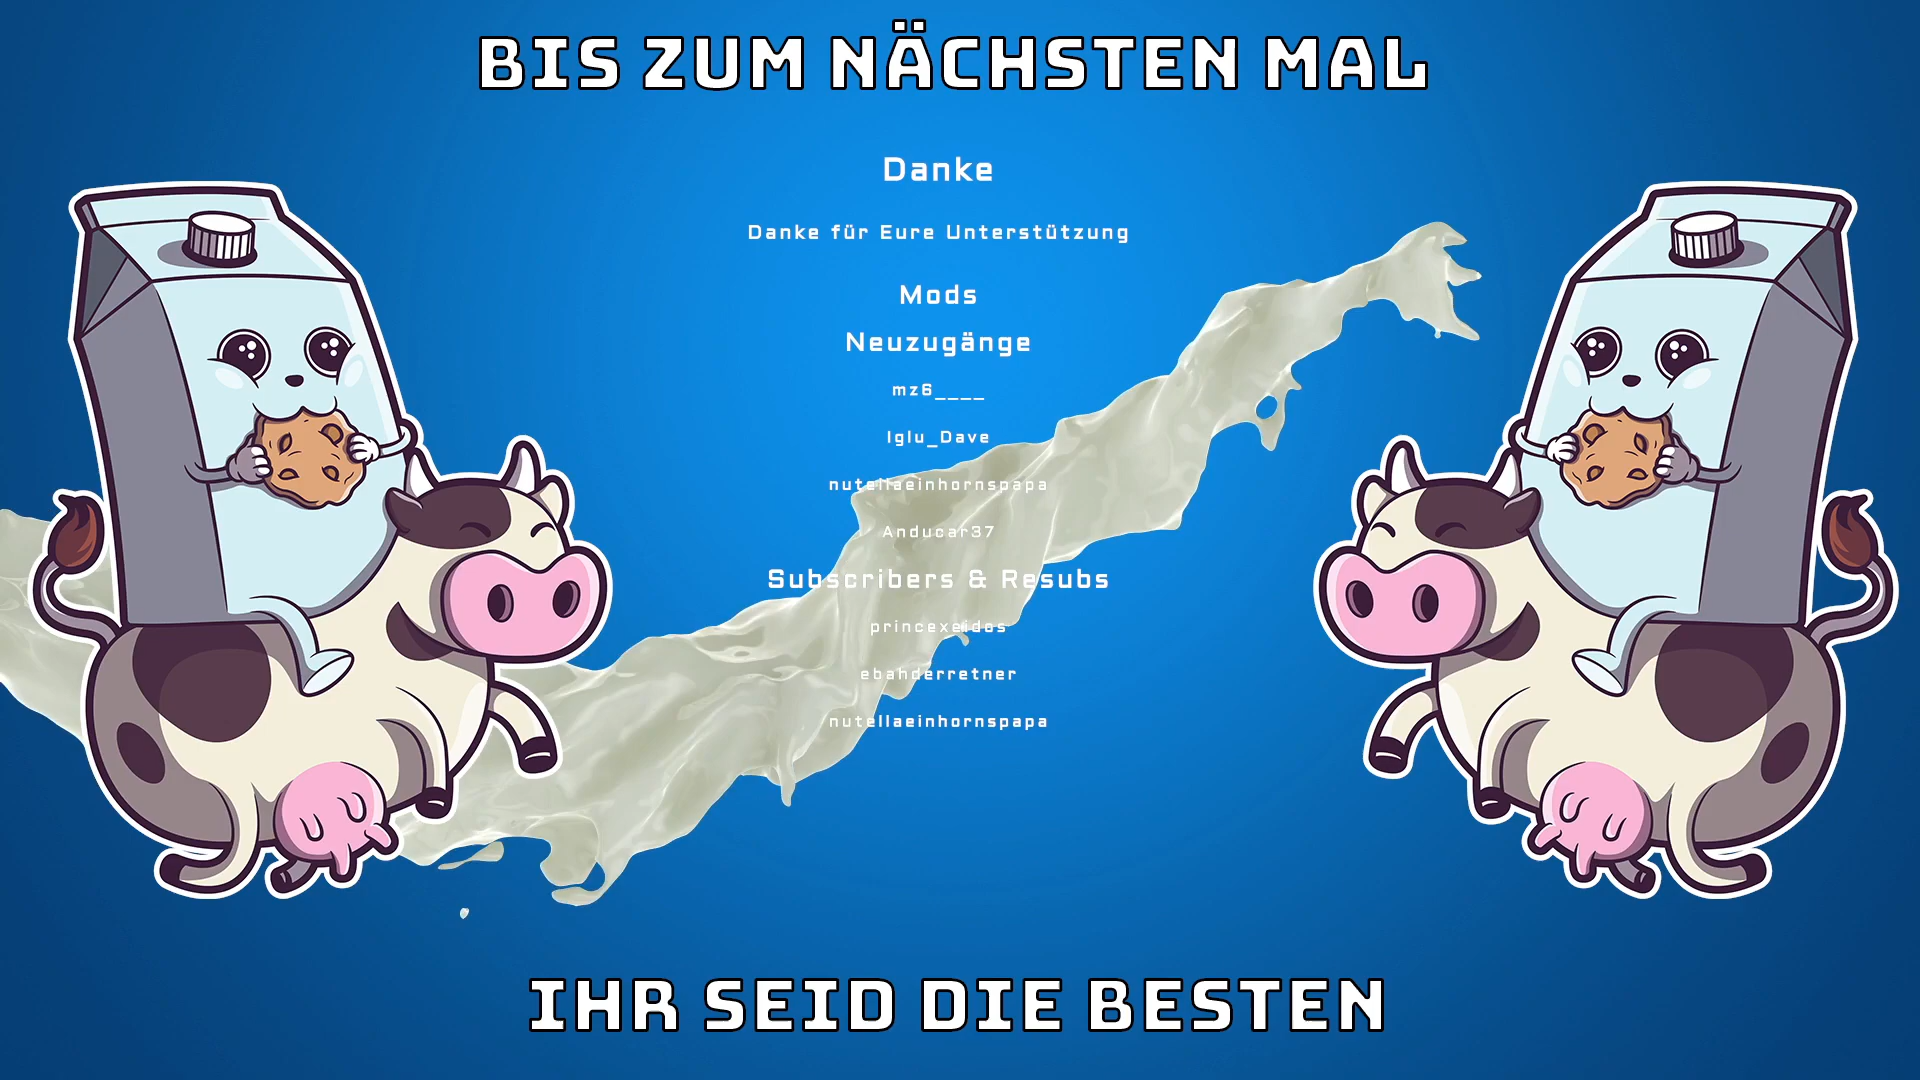 BIS ZUM NÄCHSTEN MAL
Danke
Danke für Eure Unterstützung
Mods
Neuzugänge
mz6____
Iglu_Dave
nutellaeinhornspapa
Anducar37
Subscribers & Resubs
princexeidos
ebahderretner
nutellaeinhornspapa
IHR SEID DIE BESTEN